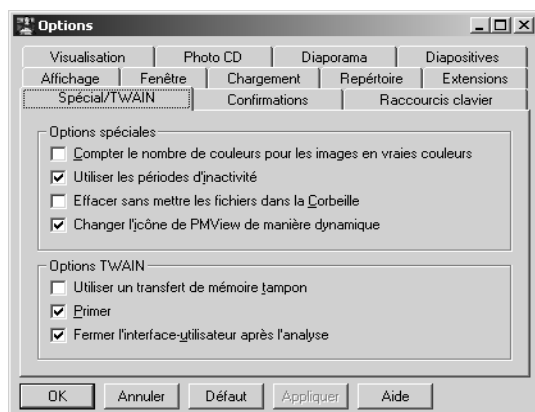 Options
Visualisation Photo CD Diaporama Diapositives
Affichage Fenêtre Chargement Repértoire Extensions
Spécial/TWAIN Confirmations Raccourcis clavier
Options spéciales
Compter le nombre de couleurs pour les images en vraies couleurs
Utiliser les périodes d'inactivité
Effacer sans mettre les fichiers dans la Corbeille
Changer l'icône de PMView de manière dynamique
Options TWAIN
Utiliser un transfert de mémoire tampon
Primer
Fermer l'interface-utilisateur après l'analyse
OK Annuler Défaut Appliquer Aide